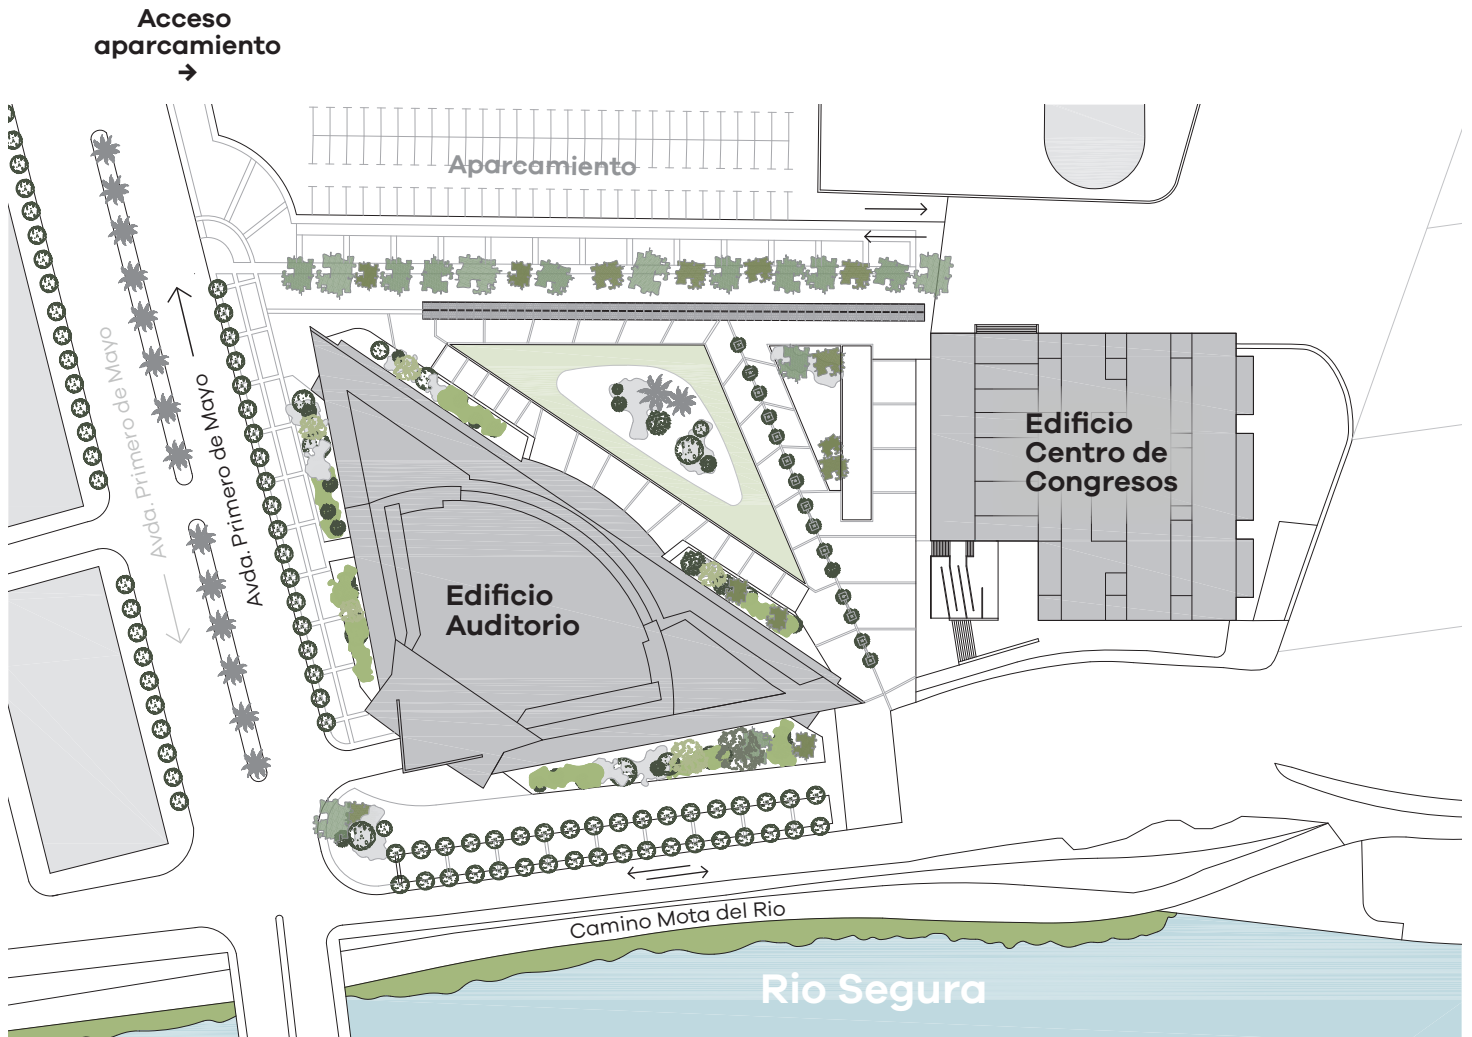 Acceso
aparcamiento
Aparcamiento
Avda. Primero de Mayo
Avda. Primero de Mayo
Edificio
Centro de
Congresos
Edificio
Auditorio
Camino Mota del Rio
Rio Segura